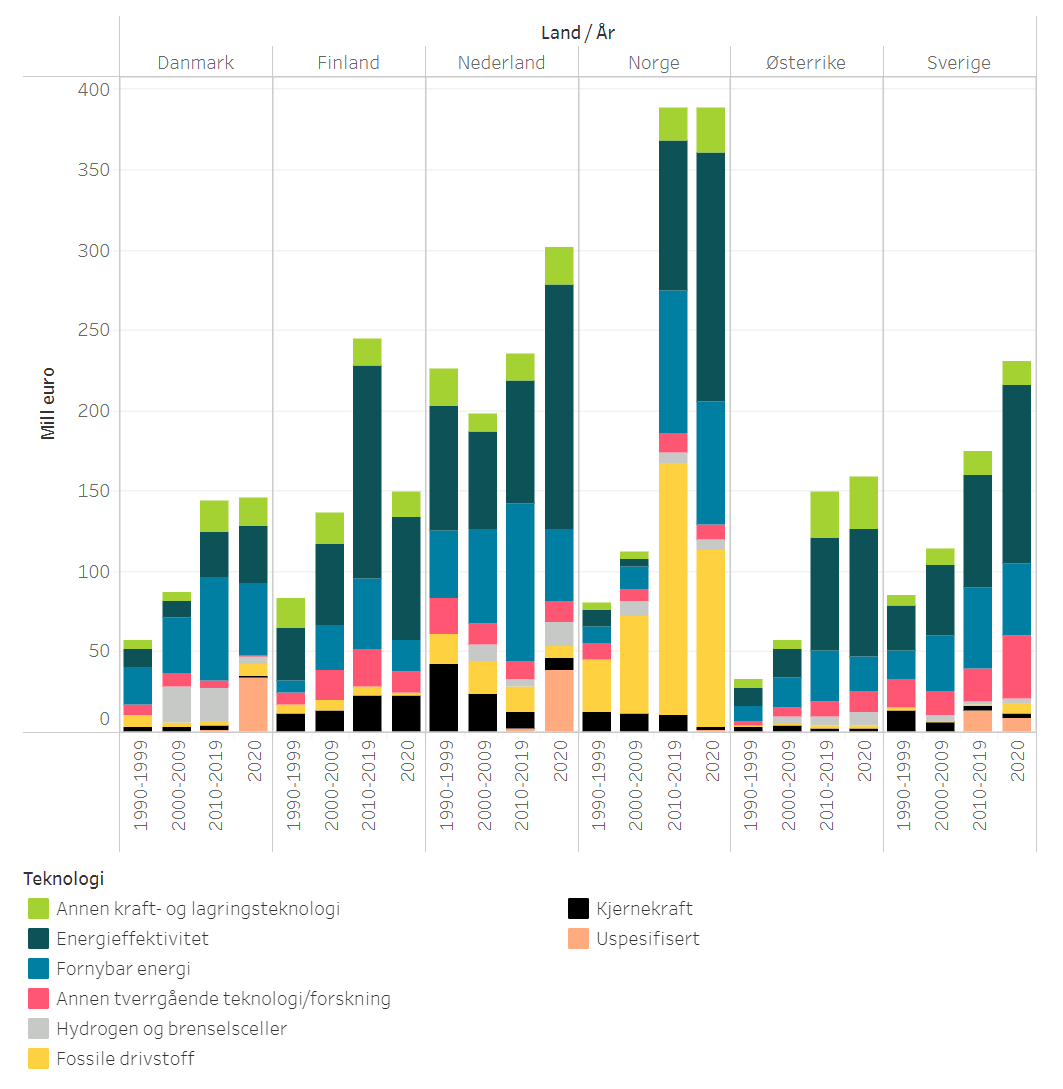 Land / År
Danmark Finland Nederland Norge Østerrike Sverige
400
350
300
250
200
150
100
50
0
Mill euro
1990-1999 2000-2009 2010-2019 2020 1990-1999 2000-2009 2010-2019 2020 1990-1999 2000-2009 2010-2019 2020 1990-1999 2000-2009 2010-2019 2020 1990-1999 2000-2009 2010-2019 2020 1990-1999 2000-2009 2010-2019 2020
Teknologi
Annen kraft- og lagringsteknologi
Energieffektivitet
Fornybar energi
Annen tverrgående teknologi/forskning
Hydrogen og brenselsceller
Fossile drivstoff
Kjernekraft
Uspesifisert